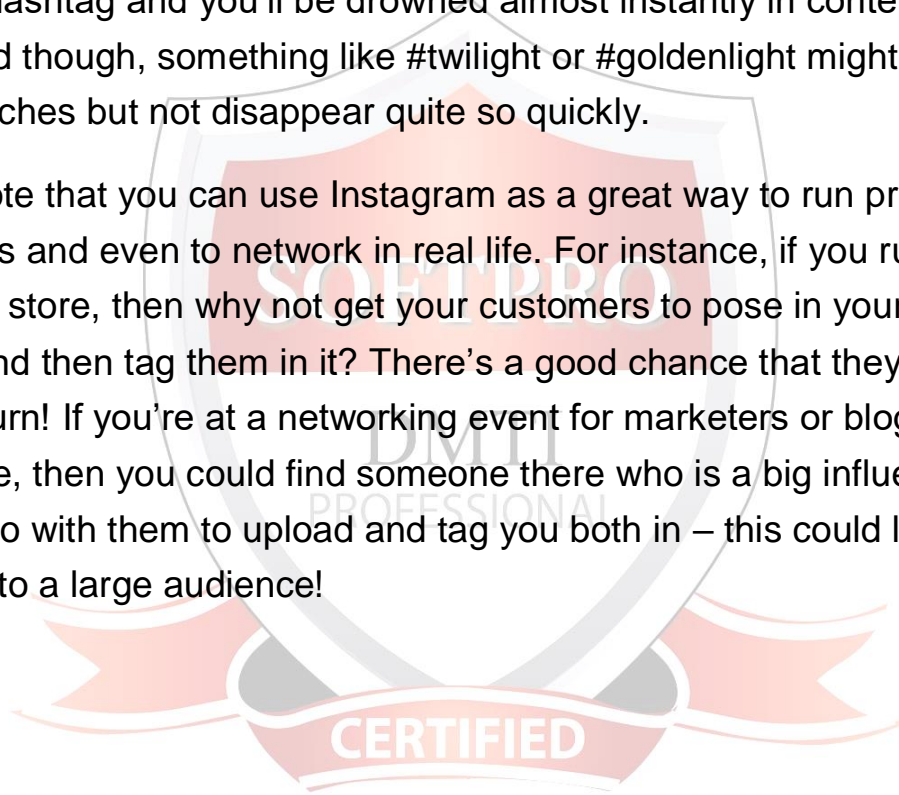 ashtag and you'll be drowned almost instantly in conte
d though, something like #twilight or #goldenlight might
ches but not disappear quite so quickly.
ote that you can use Instagram as a great way to run pr
s and even to network in real life. For instance, if you ru
store, then why not get your customers to pose in your
nd then tag them in it? There's a good chance that they
urn! If you're at a networking event for marketers or blog
e, then you could find someone there who is a big influe
o with them to upload and tag you both in – this could l
to a large audience!
SOFTPRO
DMTI
PROFESSIONAL
CERTIFIED